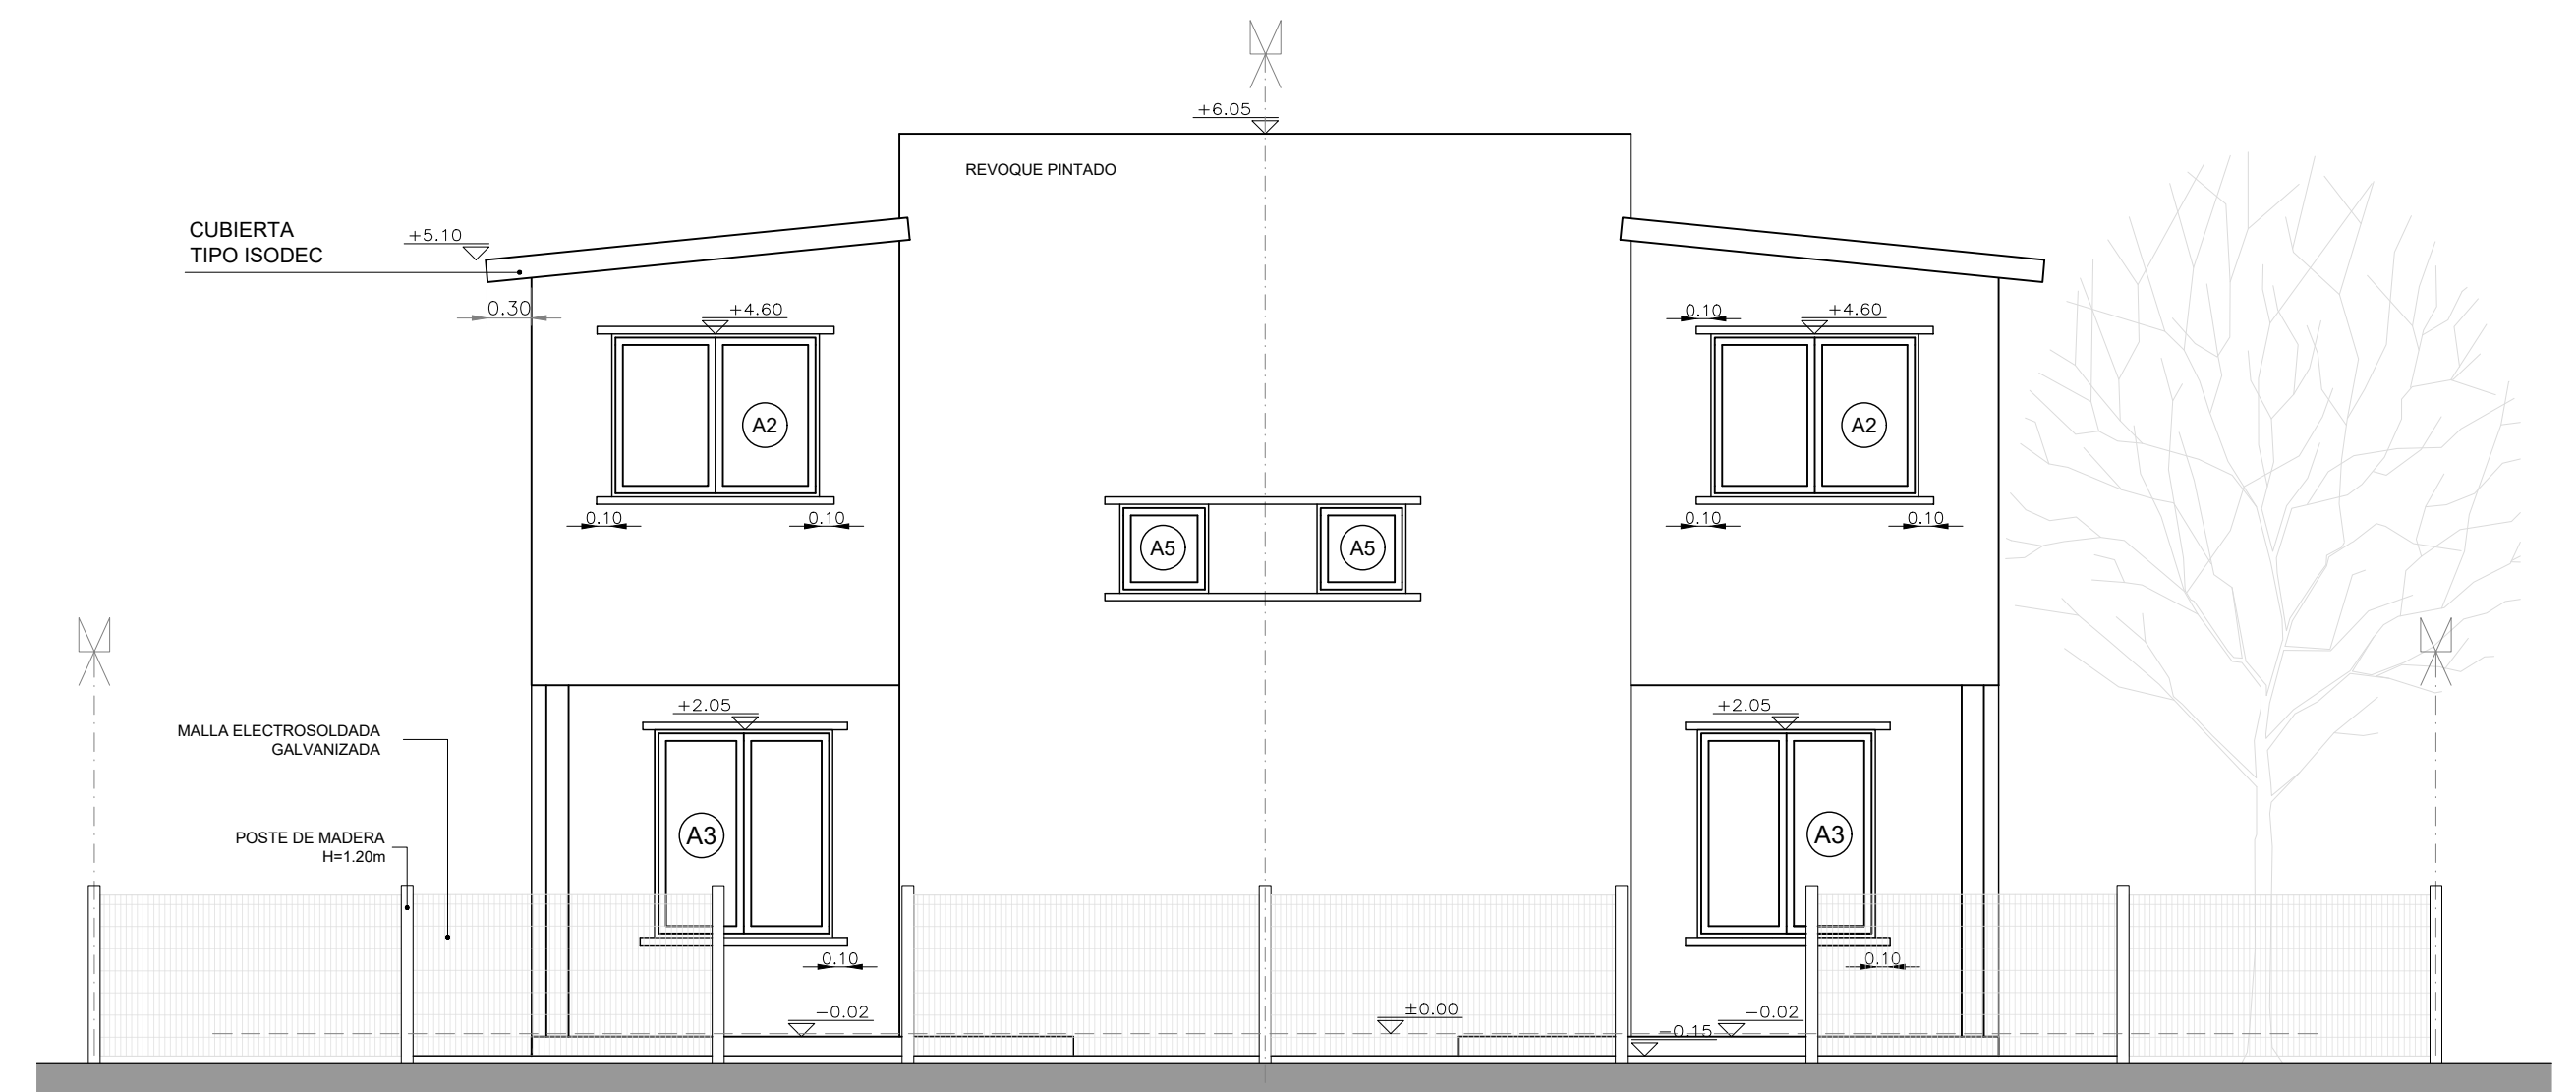 +6.05
REVOQUE PINTADO
CUBIERTA
TIPO ISODEC
+5.10
0.30
+4.60
0.10
+4.60
A2
A2
0.10
0.10
0.10
0.10
A5
A5
+2.05
+2.05
MALLA ELECTROSOLDADA
GALVANIZADA
POSTE DE MADERA
H=1.20m
A3
A3
0.10
0.10
-0.02
±0.00
-0.02
-0.15